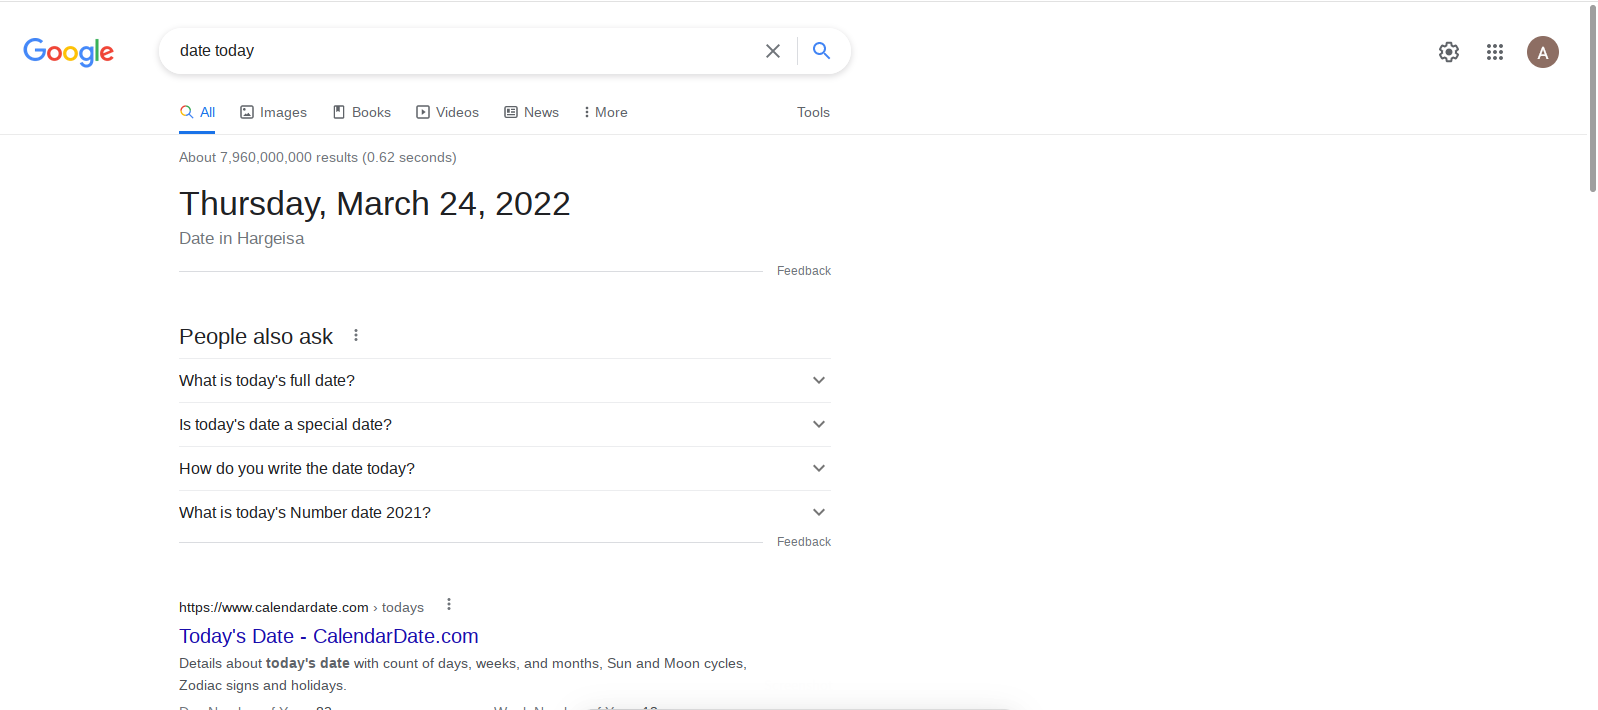 Google
date today
A
All
Images
Books
Videos
News
More
Tools
About 7,960,000,000 results (0.62 seconds)
Thursday, March 24, 2022
Date in Hargeisa
Feedback
People also ask
What is today's full date?
Is today's date a special date?
How do you write the date today?
What is today's Number date 2021?
Feedback
https://www.calendardate.com › todays
Today's Date - CalendarDate.com
Details about today's date with count of days, weeks, and months, Sun and Moon cycles,
Zodiac signs and holidays.